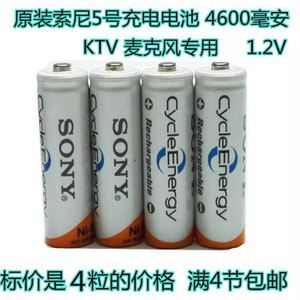 原装索尼5号充电电池 4600毫安
KTV 麦克风专用 1.2V
SONY
CycleEnergy
Rechargeable
SONY
CycleEnergy
Rechargeable
标价是4粒的价格 满4节包邮